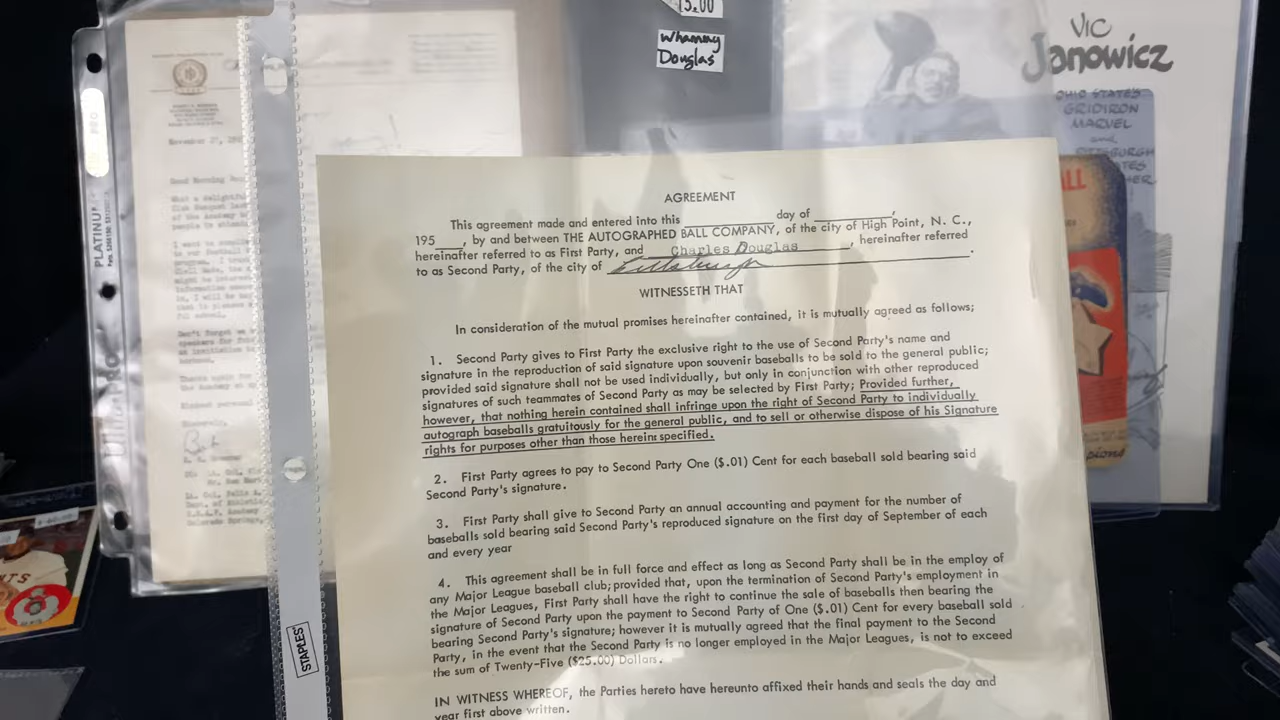 15.00
Whammy
Douglas
VIC
Janowicz
OHIO STATE'S
GRIDIRON
MARVEL
and
PITTSBURGH
PLATINUM
PRO
November 27,
Good Morning
What a delightful
Sincerely,
Colorado Springs,
STAPLES
AGREEMENT
This agreement made and entered into this ________ day of ________,
195___, by and between THE AUTOGRAPHED BALL COMPANY, of the city of High Point, N. C.,
hereinafter referred to as First Party, and Charles Douglas, hereinafter referred
to as Second Party, of the city of Pittsburgh.
WITNESSETH THAT
In consideration of the mutual promises hereinafter contained, it is mutually agreed as follows;
1. Second Party gives to First Party the exclusive right to the use of Second Party's name and
signature in the reproduction of said signature upon souvenir baseballs to be sold to the general public;
provided said signature shall not be used individually, but only in conjunction with other reproduced
signatures of such teammates of Second Party as may be selected by First Party; Provided further,
however, that nothing herein contained shall infringe upon the right of Second Party to individually
autograph baseballs gratuitously for the general public, and to sell or otherwise dispose of his Signature
rights for purposes other than those herein specified.
2. First Party agrees to pay to Second Party One ($.01) Cent for each baseball sold bearing said
Second Party's signature.
3. First Party shall give to Second Party an annual accounting and payment for the number of
baseballs sold bearing said Second Party's reproduced signature on the first day of September of each
and every year
4. This agreement shall be in full force and effect as long as Second Party shall be in the employ of
any Major League baseball club; provided that, upon the termination of Second Party's employment in
the Major Leagues, First Party shall have the right to continue the sale of baseballs then bearing the
signature of Second Party upon the payment to Second Party of One ($.01) Cent for every baseball sold
bearing Second Party's signature; however it is mutually agreed that the final payment to the Second
Party, in the event that the Second Party is no longer employed in the Major Leagues, is not to exceed
the sum of Twenty-Five ($25.00) Dollars.
IN WITNESS WHEREOF, the Parties hereto have hereunto affixed their hands and seals the day and
year first above written.